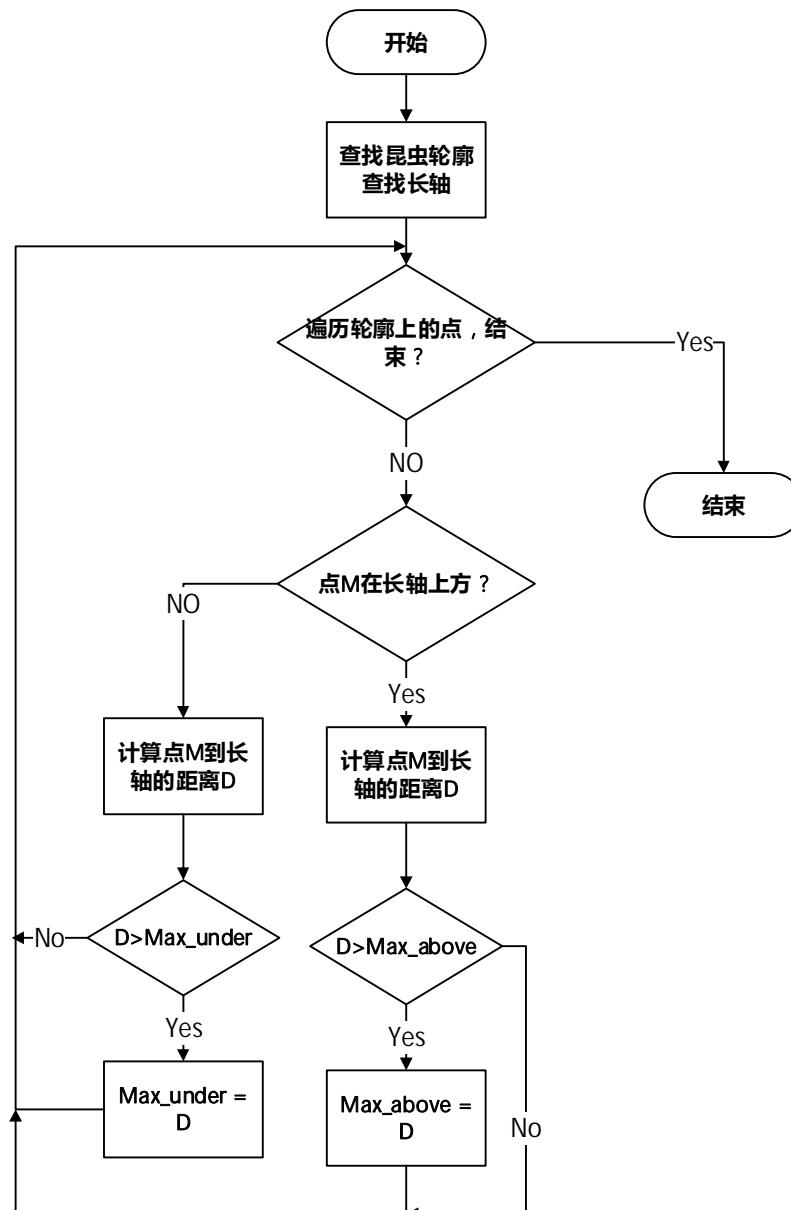 开始
查找昆虫轮廓
查找长轴
遍历轮廓上的点，结
束？
Yes
NO
结束
点M在长轴上方？
NO
Yes
计算点M到长
轴的距离D
计算点M到长
轴的距离D
No
D>Max_under
D>Max_above
Yes
Yes
Max_under =
D
Max_above =
D
No